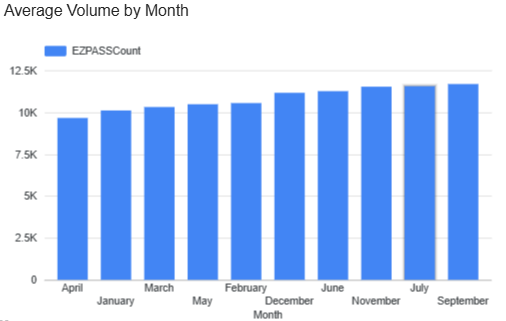 Average Volume by Month
EZPASSCount
12.5K
10K
7.5K
5K
2.5K
0
April
January
March
May
February
December
June
November
July
September
Month